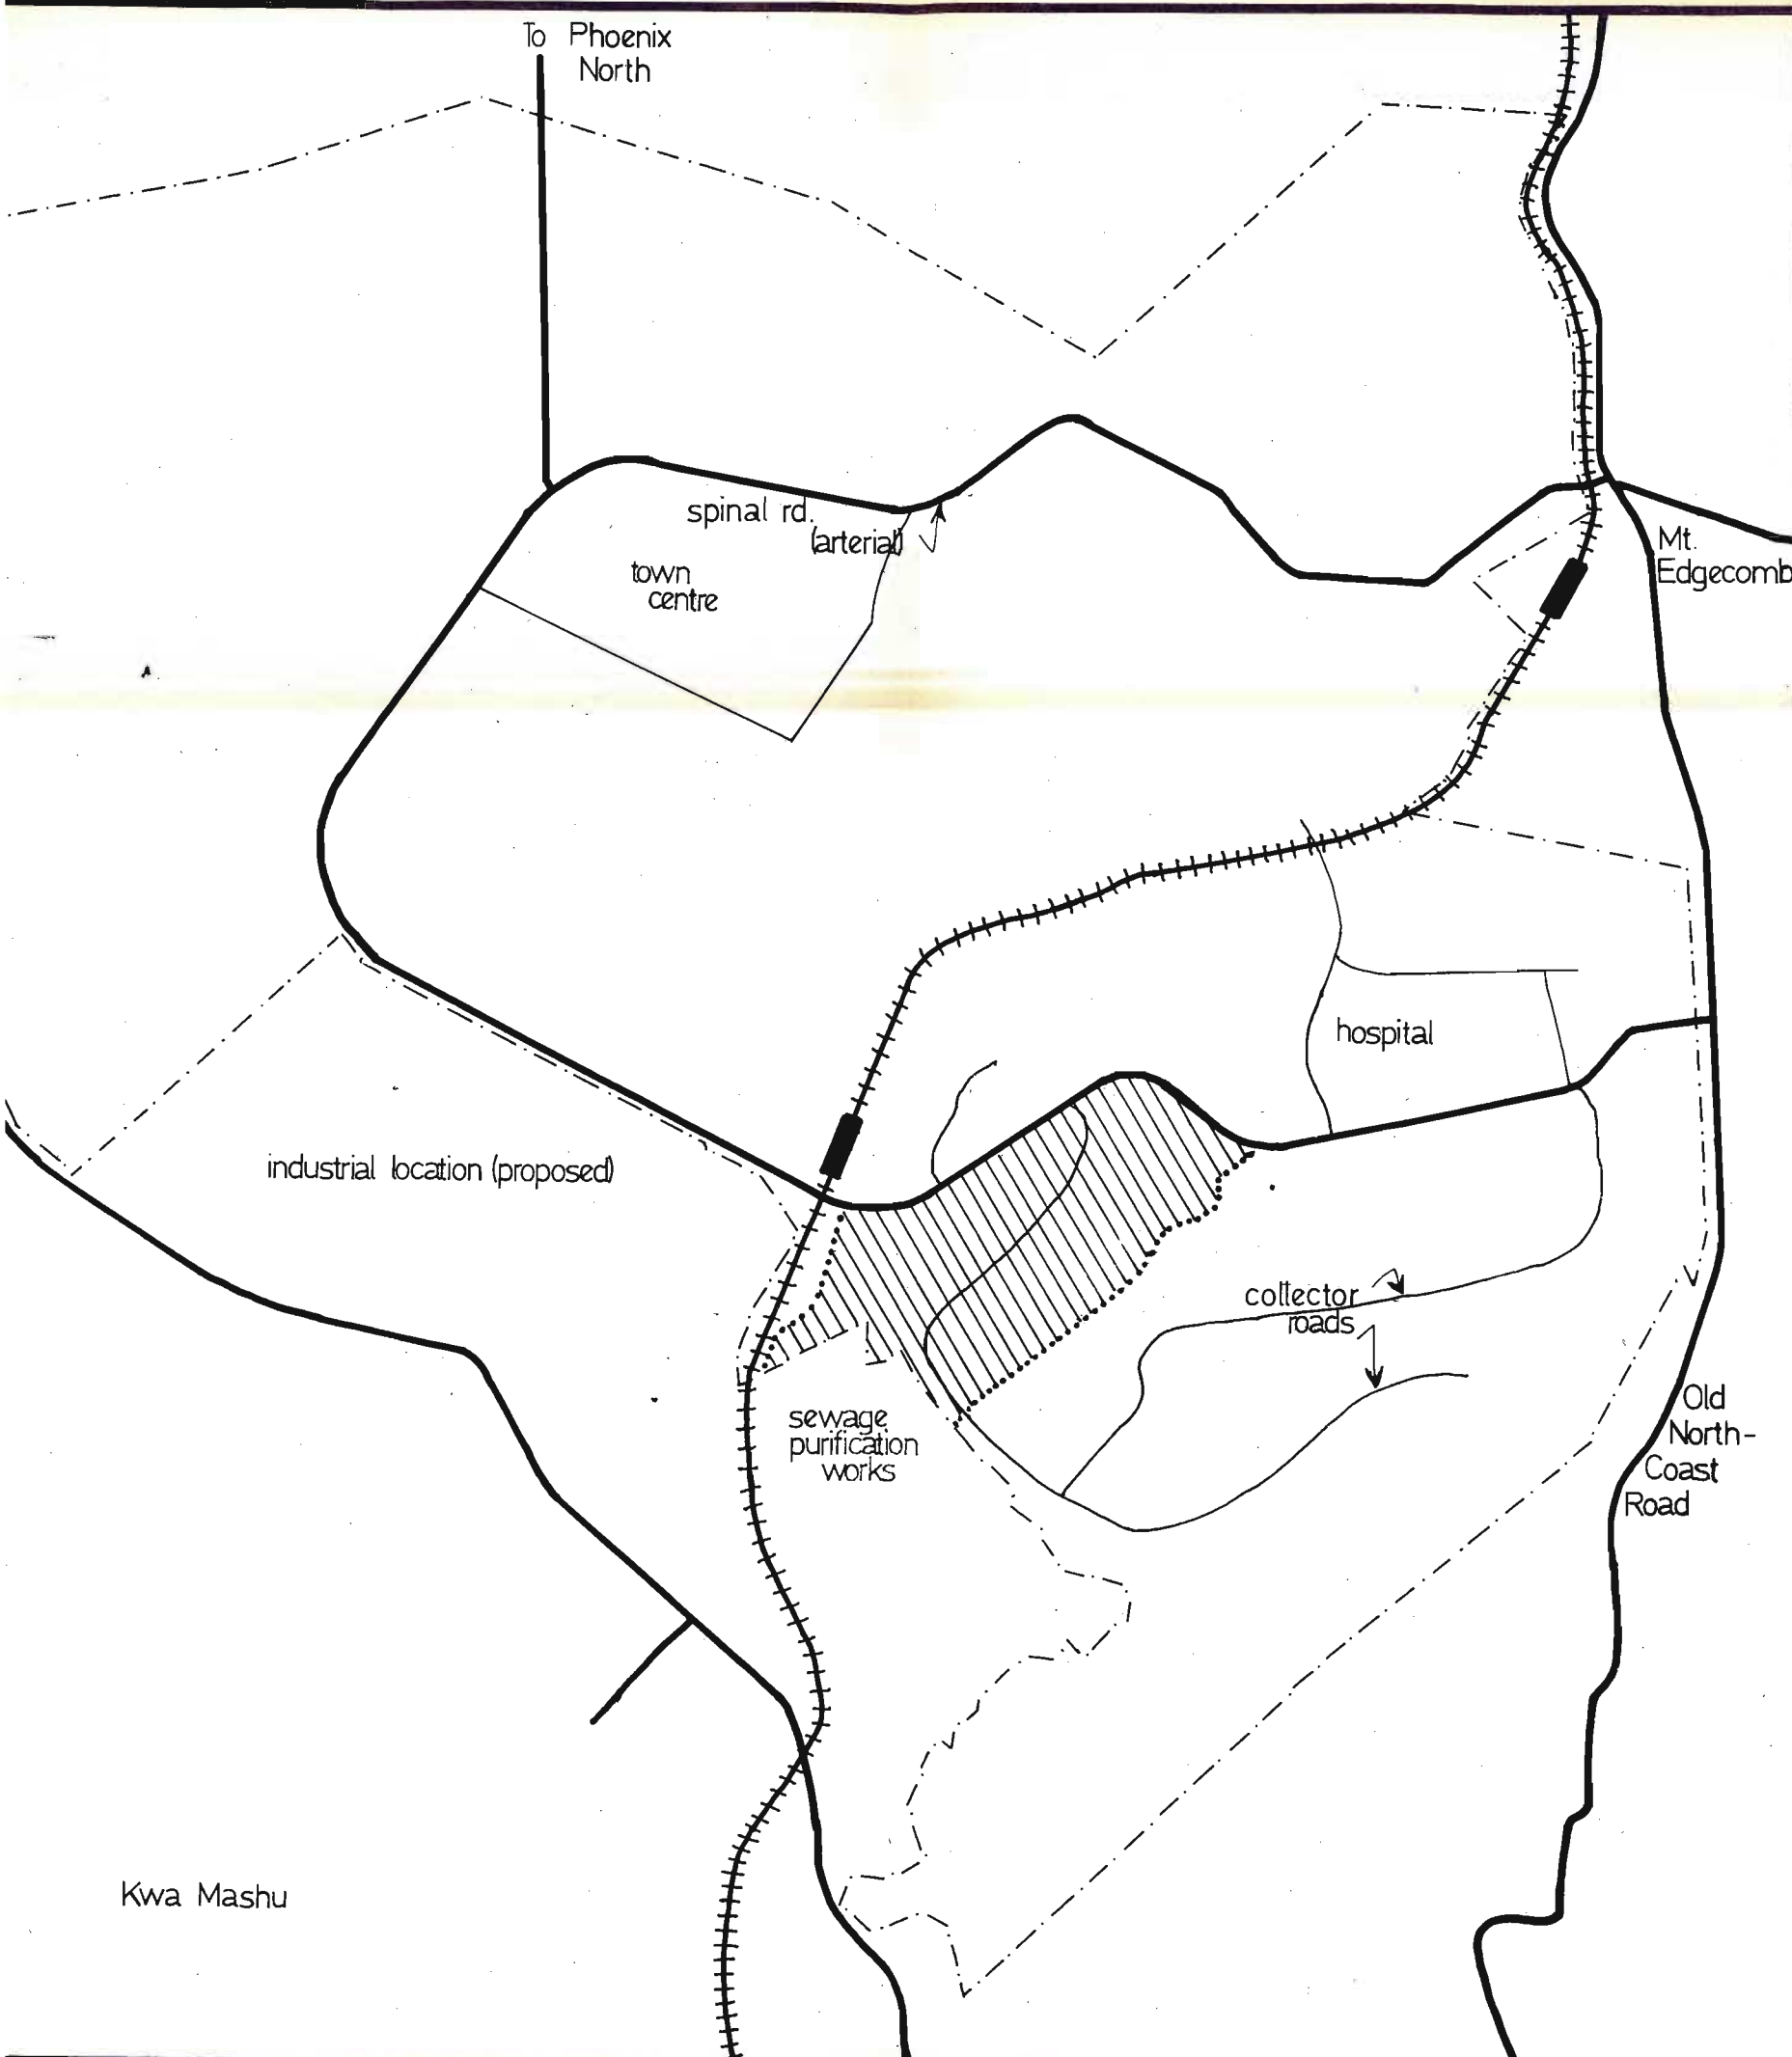 To Phoenix
North
spinal rd.
(arterial)
town
centre
Mt.
Edgecomb
hospital
industrial location (proposed)
collector
roads
sewage
purification
works
Old
North-
Coast
Road
Kwa Mashu